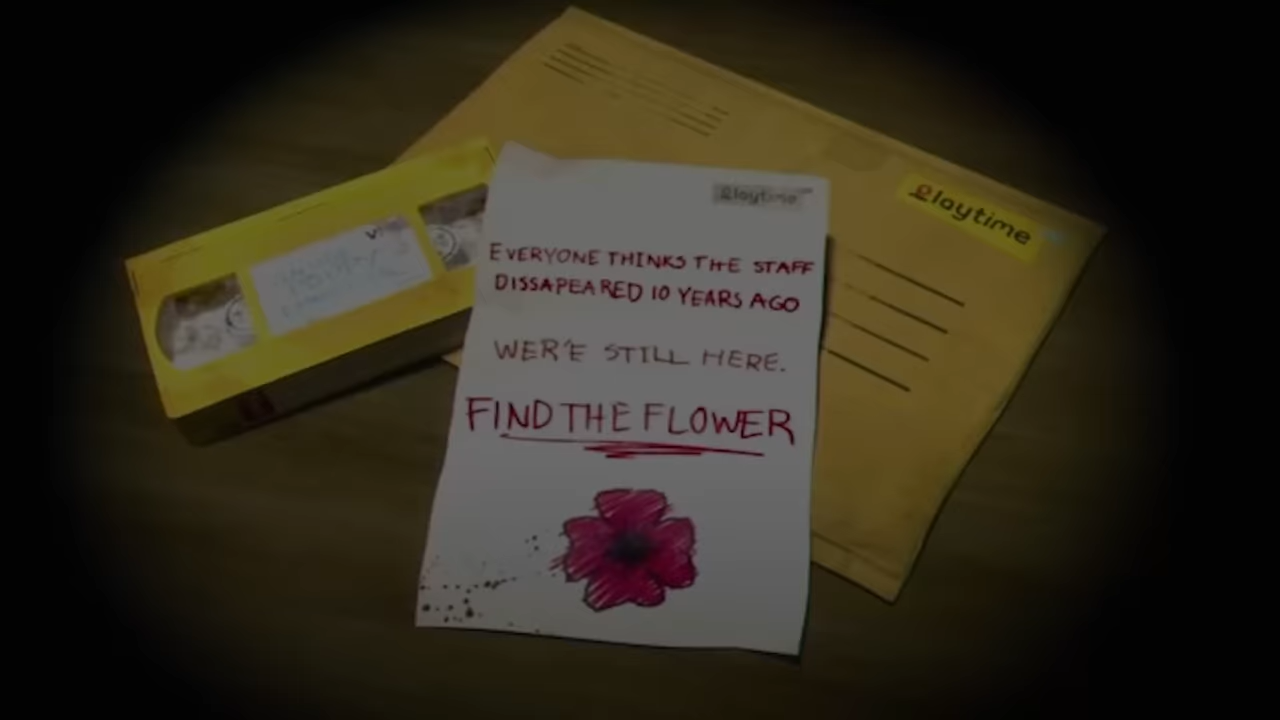 Playtime
Playtime
EVERYONE THINKS THE STAFF
DISSAPEARED 10 YEARS AGO
WER'E STILL HERE.
FIND THE FLOWER